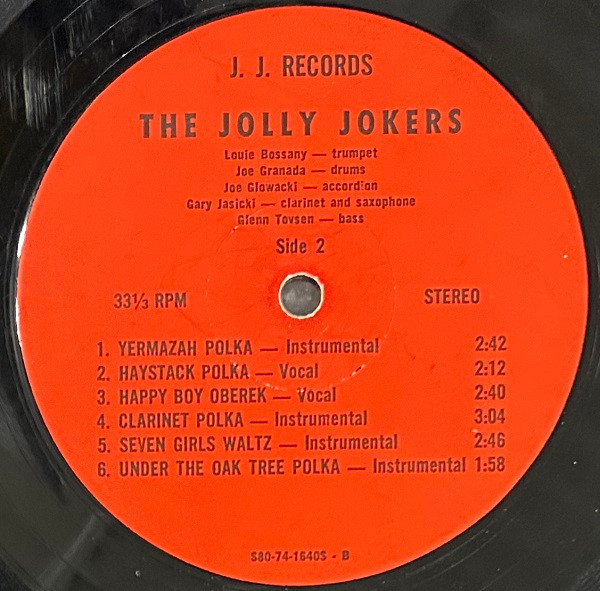 J. J. RECORDS
THE JOLLY JOKERS
Louie Bossany — trumpet
Joe Granada — drums
Joe Glowacki — accordion
Gary Jasicki — clarinet and saxophone
Glenn Tovsen — bass
Side 2
33⅓ RPM STEREO
1. YERMAZAH POLKA — Instrumental 2:42
2. HAYSTACK POLKA — Vocal 2:12
3. HAPPY BOY OBEREK — Vocal 2:40
4. CLARINET POLKA — Instrumental 3:04
5. SEVEN GIRLS WALTZ — Instrumental 2:46
6. UNDER THE OAK TREE POLKA — Instrumental 1:58
S80-74-1640S - B